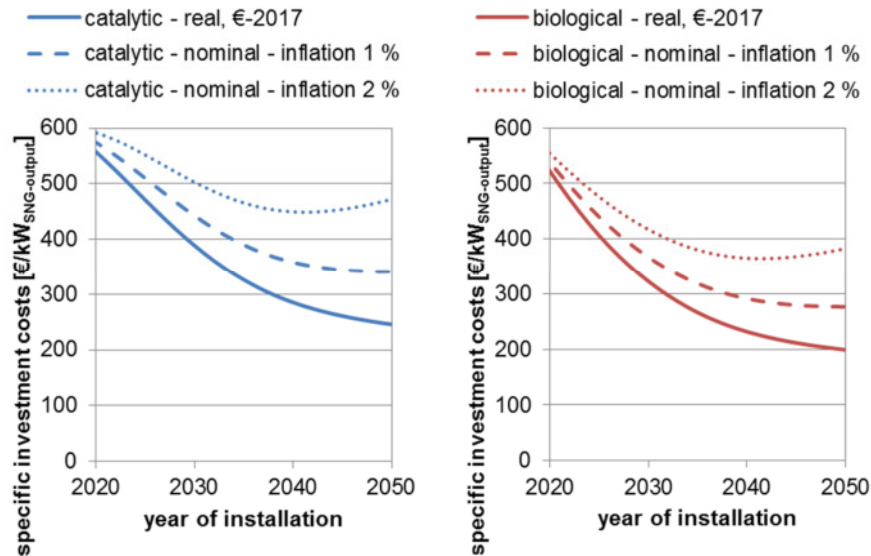 catalytic - real, €-2017
catalytic - nominal - inflation 1 %
catalytic - nominal - inflation 2 %
600
500
400
300
200
100
0
2020 2030 2040 2050
year of installation
specific investment costs [€/kWSNG-output]
biological - real, €-2017
biological - nominal - inflation 1 %
biological - nominal - inflation 2 %
600
500
400
300
200
100
0
2020 2030 2040 2050
year of installation
specific investment costs [€/kWSNG-output]